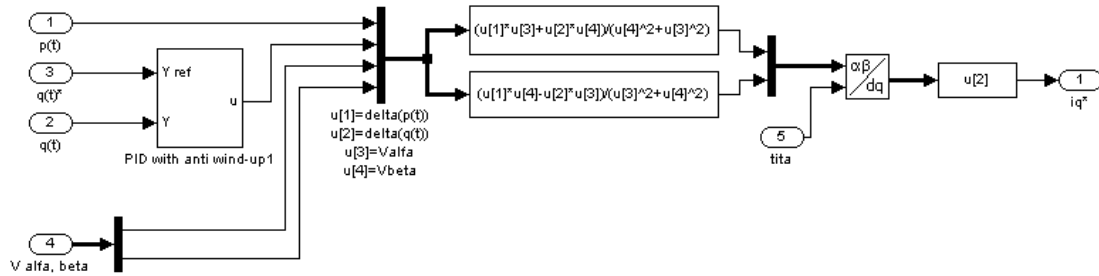 1
p(t)
3
q(t)*
2
q(t)
Y ref
Y
u
PID with anti wind-up1
4
V alfa, beta
u[1]=delta(p(t))
u[2]=delta(q(t))
u[3]=Valfa
u[4]=Vbeta
(u[1]*u[3]+u[2]*u[4])/(u[4]^2+u[3]^2)
(u[1]*u[4]-u[2]*u[3])/(u[3]^2+u[4]^2)
5
tita
αβ
dq
u[2]
1
iq*